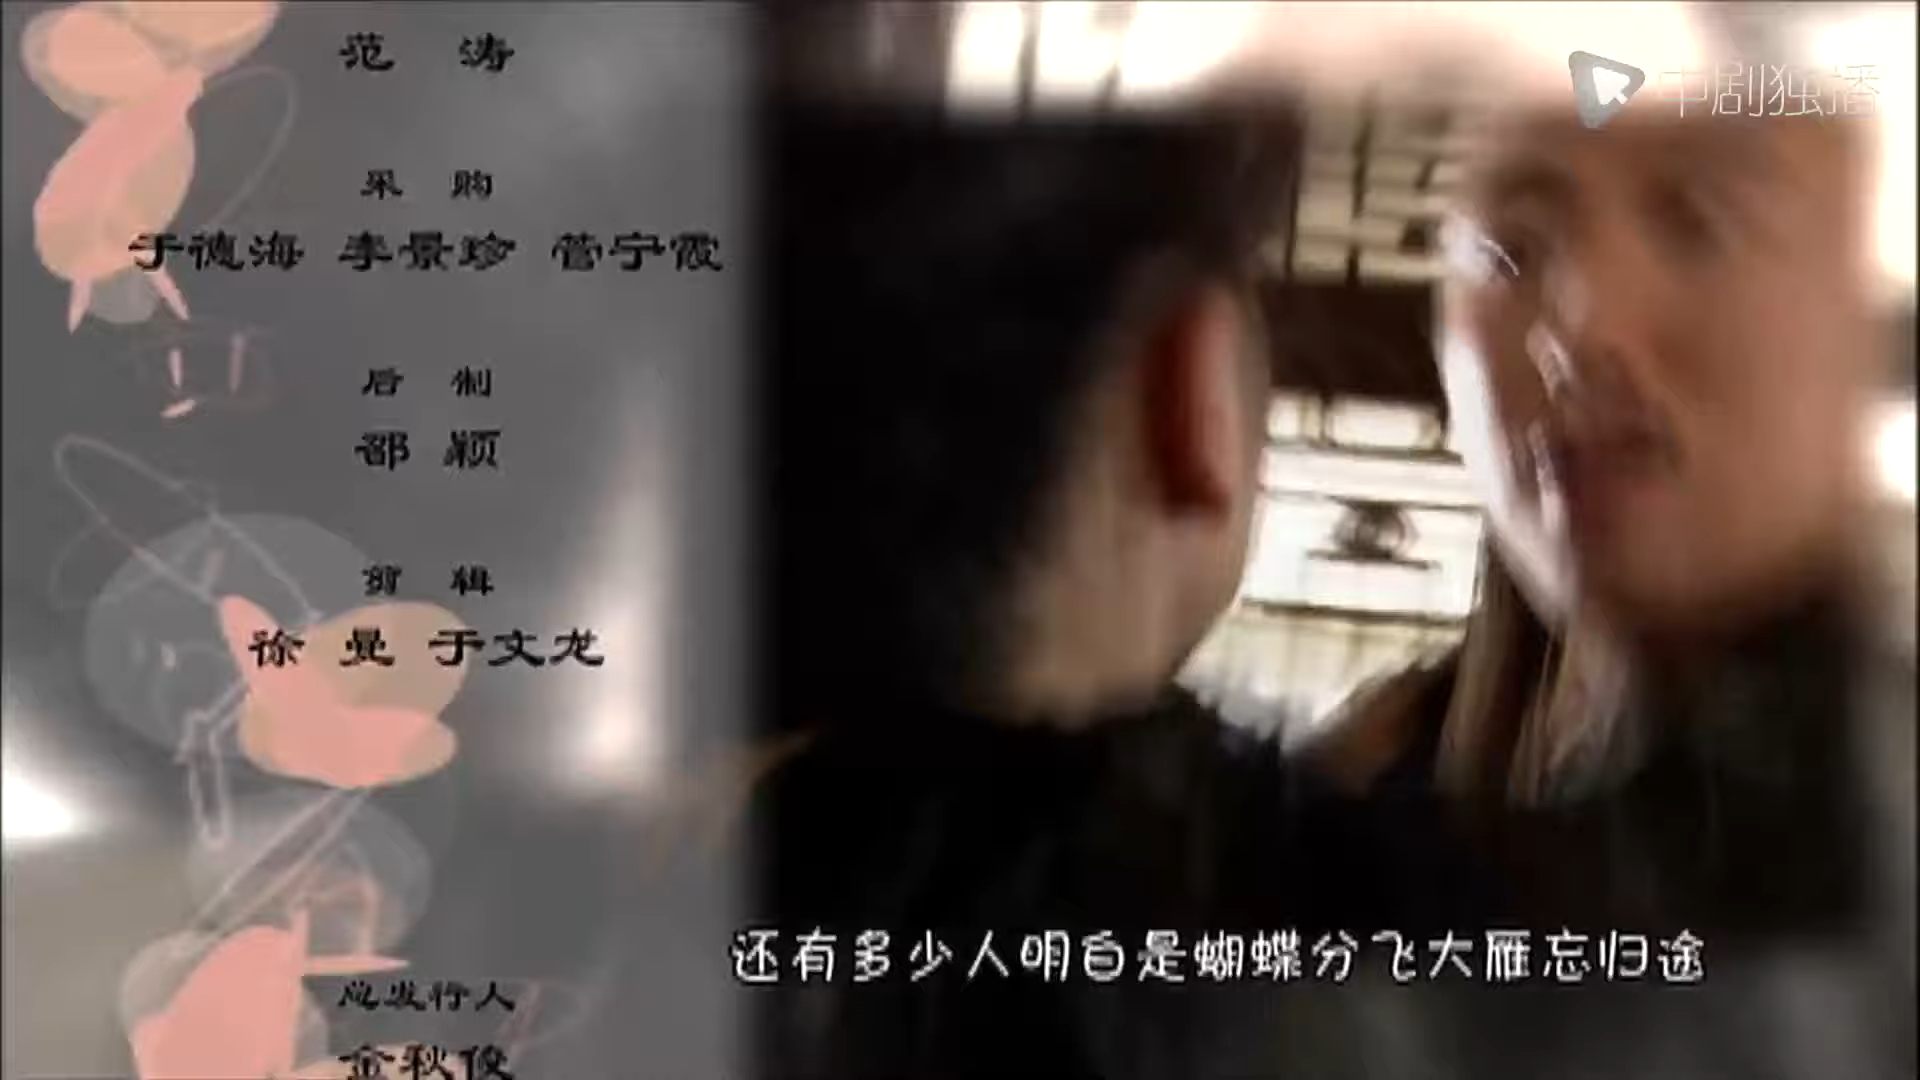 范 涛
中剧独播
采 购
于德海 李景珍 菅宁霞
后 制
邵 颖
剪 辑
徐 曼 于文龙
还有多少人明白是蝴蝶分飞大雁忘归途
总发行人
金秋俊